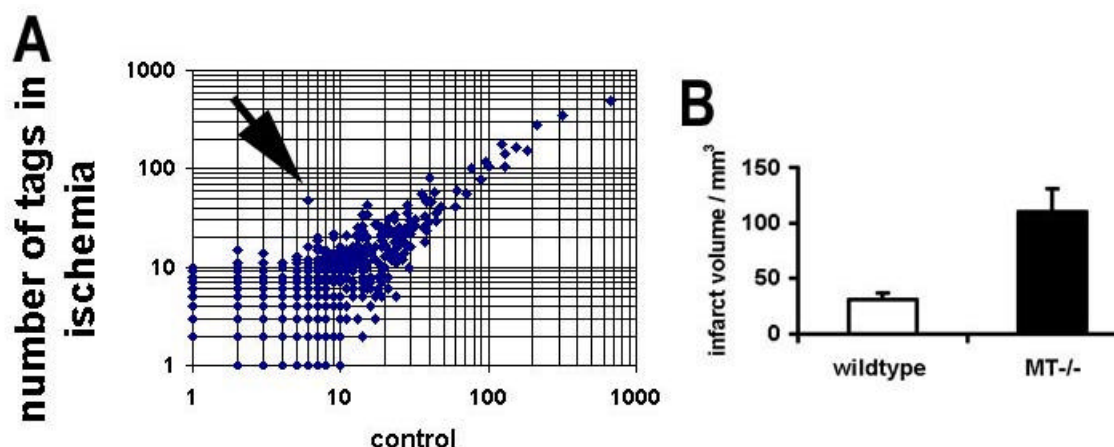 A
number of tags in
ischemia
1000
100
10
1
1
10
100
1000
control
B
infarct volume / mm³
150
100
50
0
wildtype
MT-/-